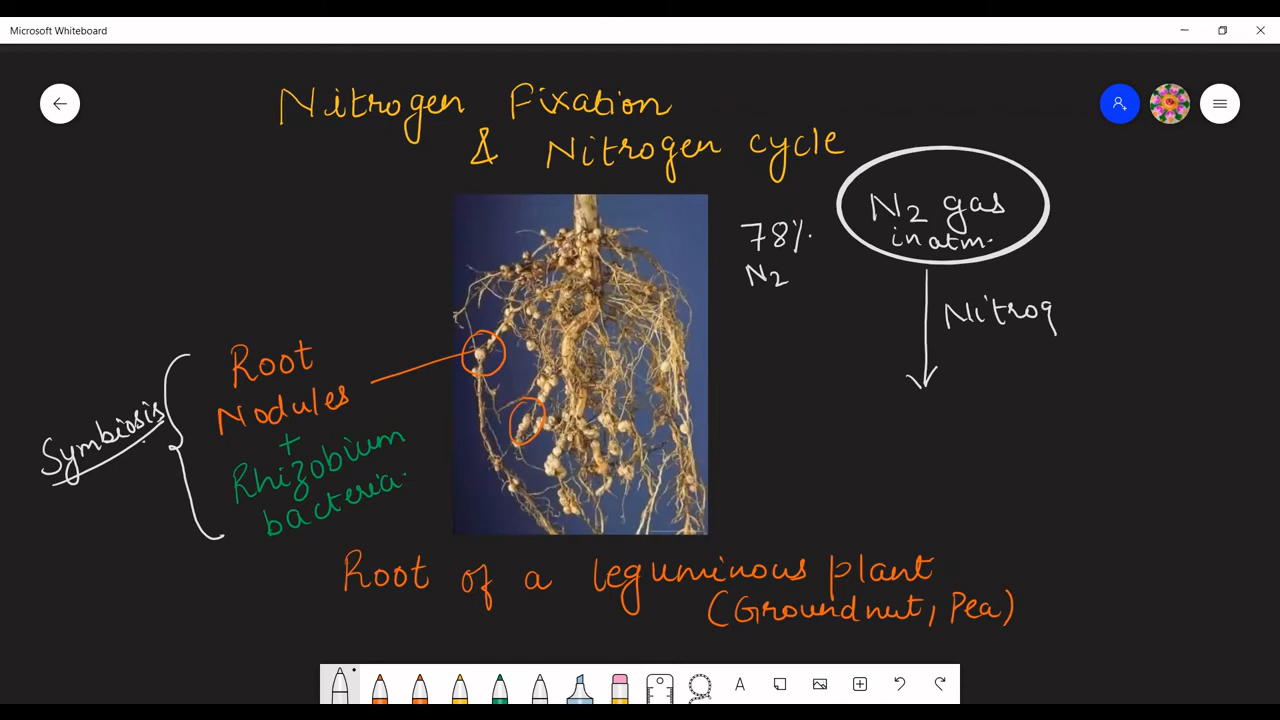 Microsoft Whiteboard
Nitrogen Fixation
& Nitrogen cycle
N2 gas
in atm.
78%.
N2
Nitrog
Root
Nodules
+
Rhizobium
bacteria.
Symbiosis
Root of a leguminous plant
(Groundnut, Pea)
A